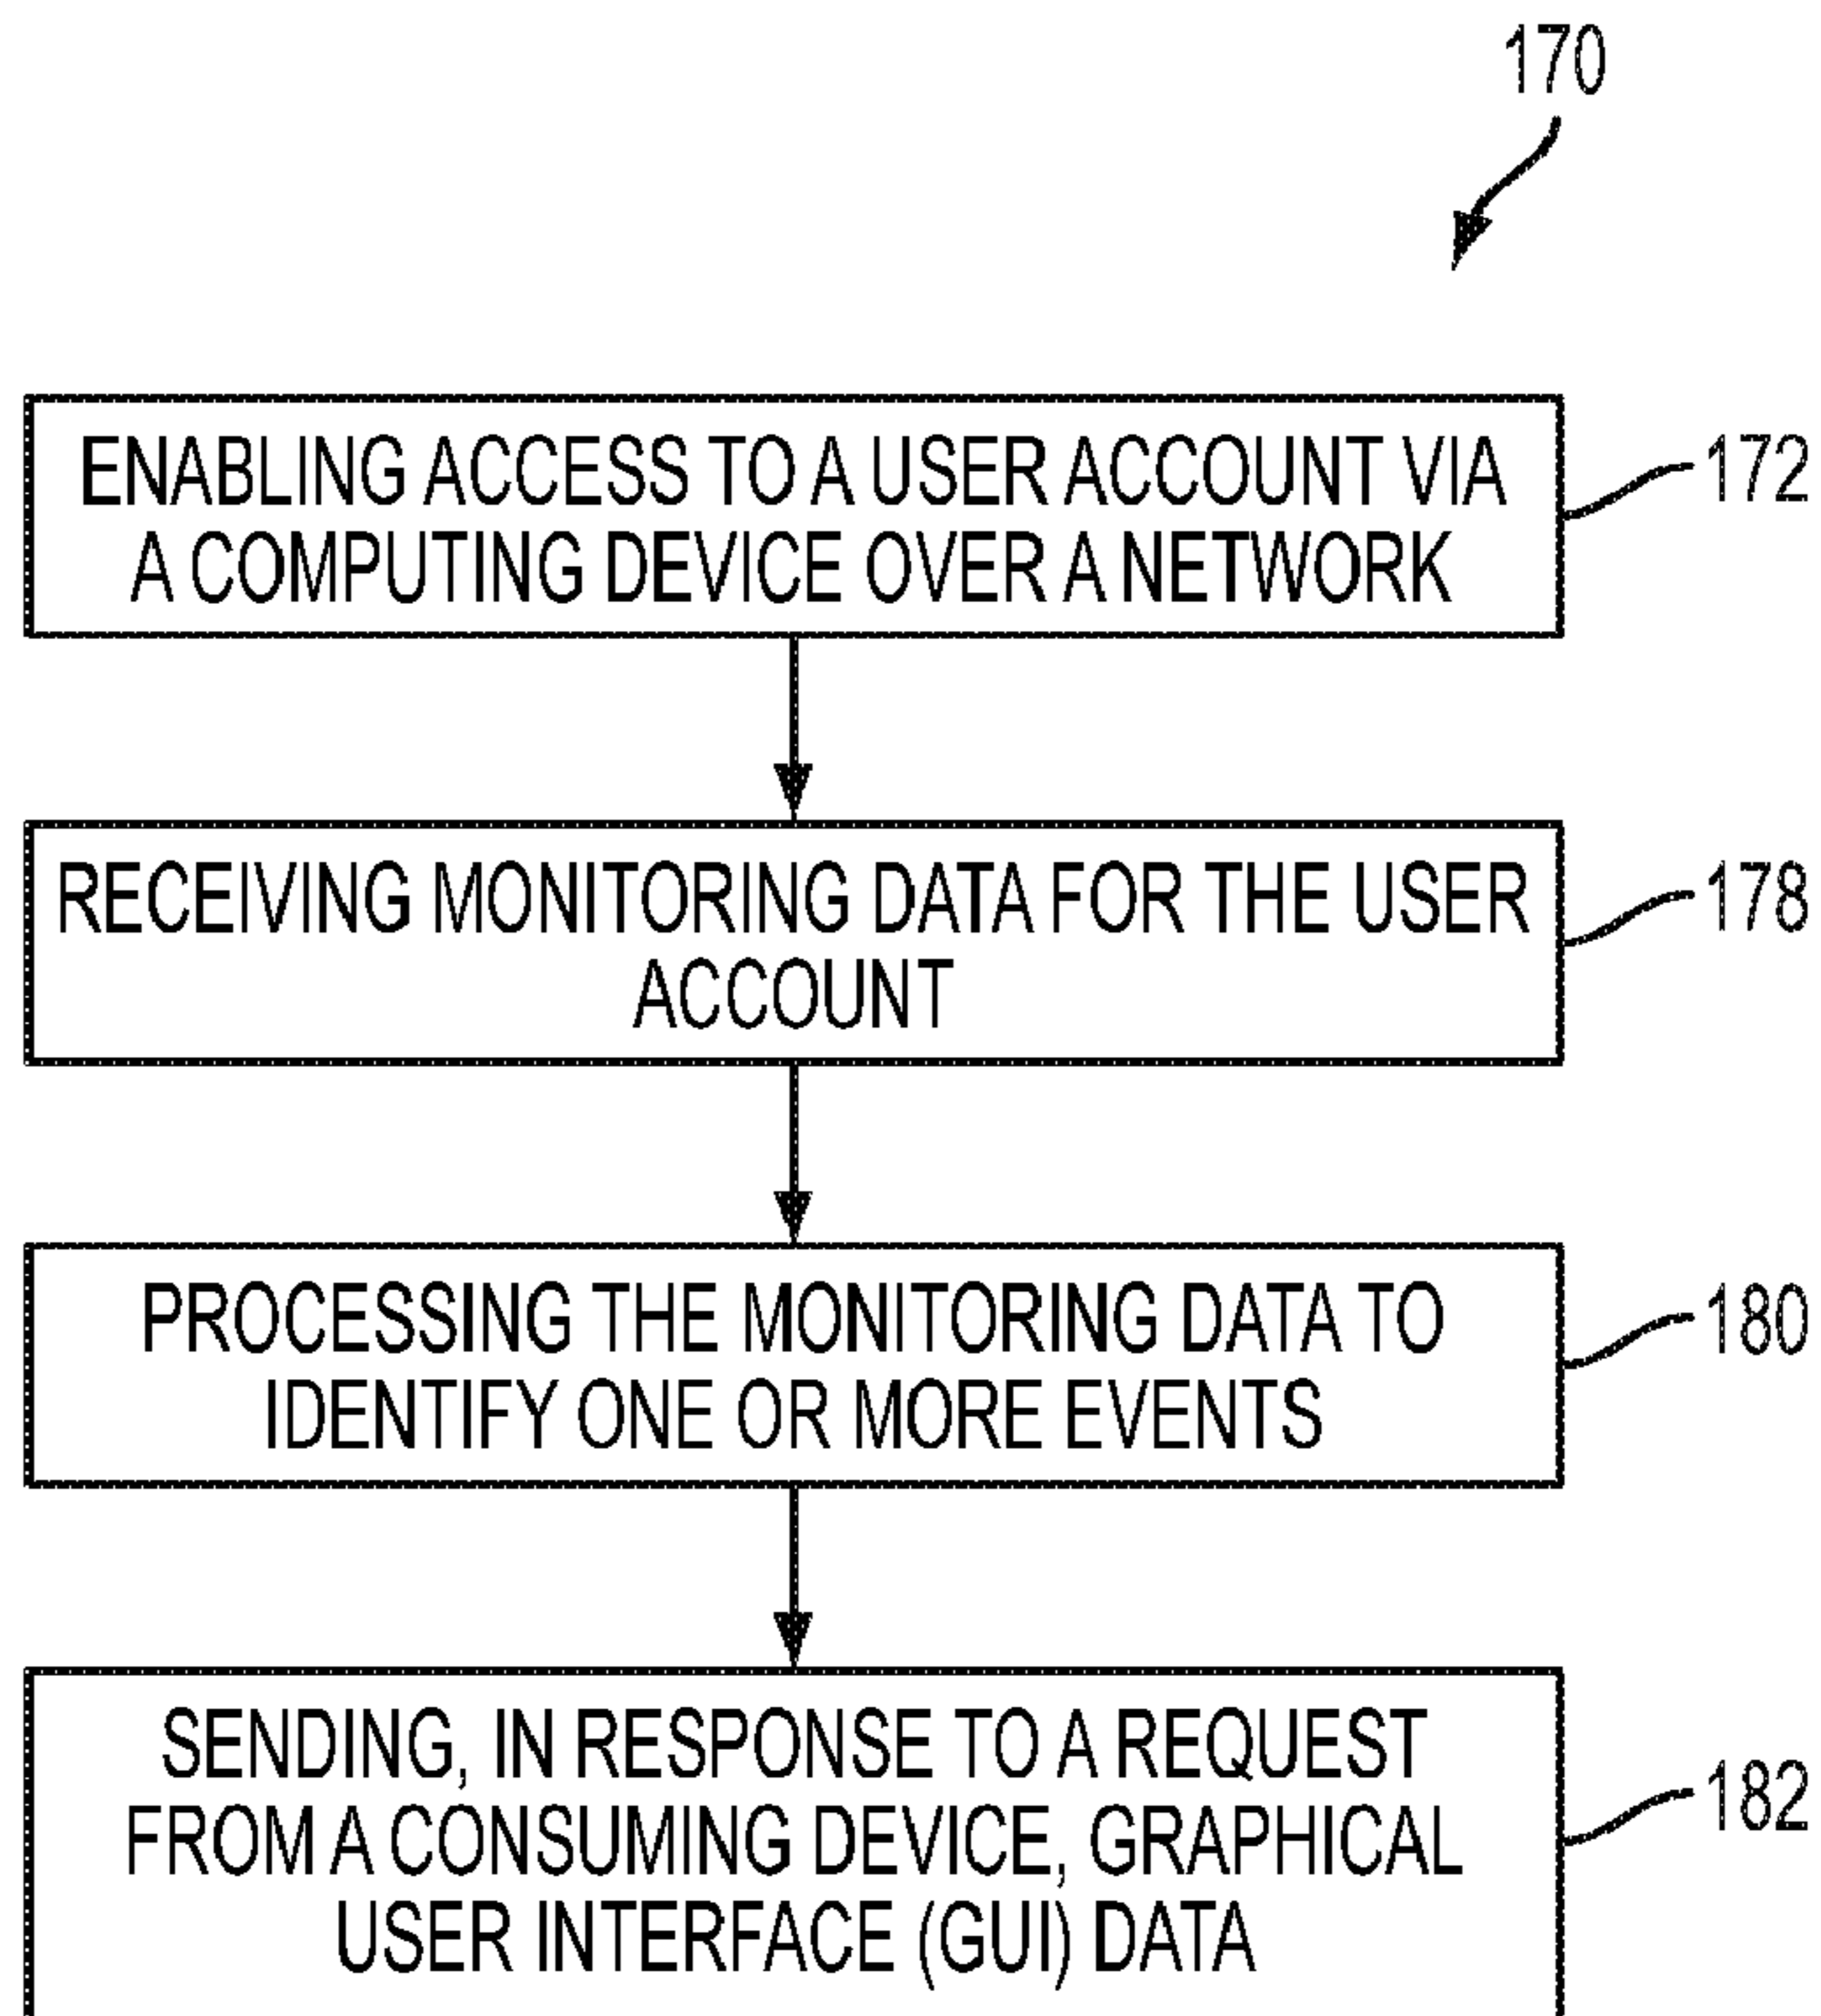 170
ENABLING ACCESS TO A USER ACCOUNT VIA
A COMPUTING DEVICE OVER A NETWORK
172
RECEIVING MONITORING DATA FOR THE USER
ACCOUNT
178
PROCESSING THE MONITORING DATA TO
IDENTIFY ONE OR MORE EVENTS
180
SENDING, IN RESPONSE TO A REQUEST
FROM A CONSUMING DEVICE, GRAPHICAL
USER INTERFACE (GUI) DATA
182